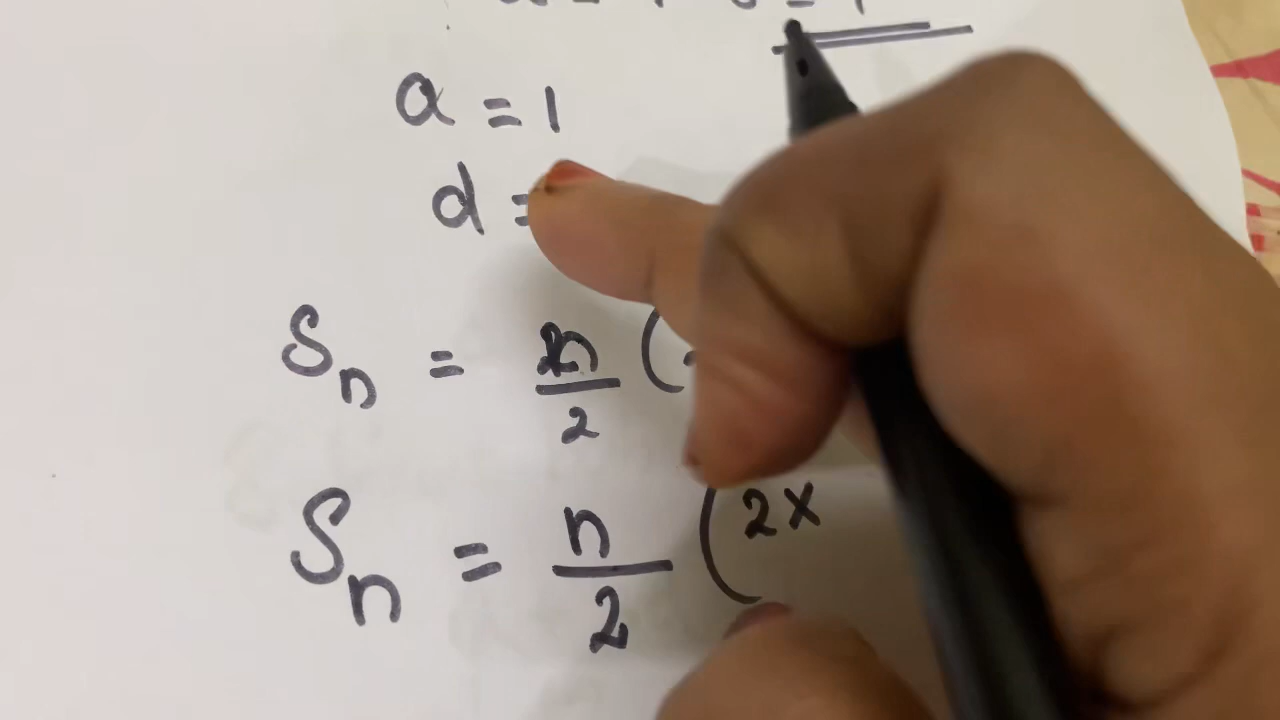 a = 1
d =
Sn = n/2 (
Sn = n/2 (2x